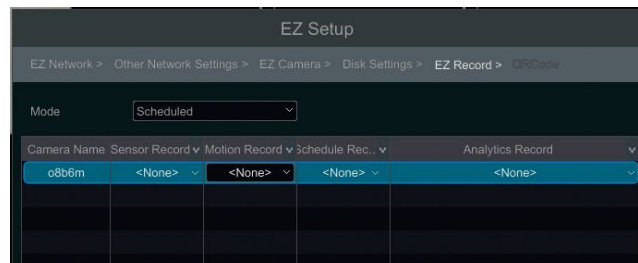 EZ Setup
EZ Network > Other Network Settings > EZ Camera > Disk Settings > EZ Record > QRCode
Mode Scheduled
Camera Name Sensor Record Motion Record Schedule Rec.. Analytics Record
o8b6m <None> <None> <None> <None>